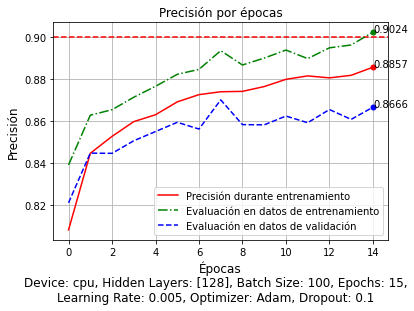 Precisión por épocas
0.9024
0.90
0.8857
0.88
0.8666
0.86
0.84
0.82
Precisión
Precisión durante entrenamiento
Evaluación en datos de entrenamiento
Evaluación en datos de validación
0 2 4 6 8 10 12 14
Épocas
Device: cpu, Hidden Layers: [128], Batch Size: 100, Epochs: 15,
Learning Rate: 0.005, Optimizer: Adam, Dropout: 0.1